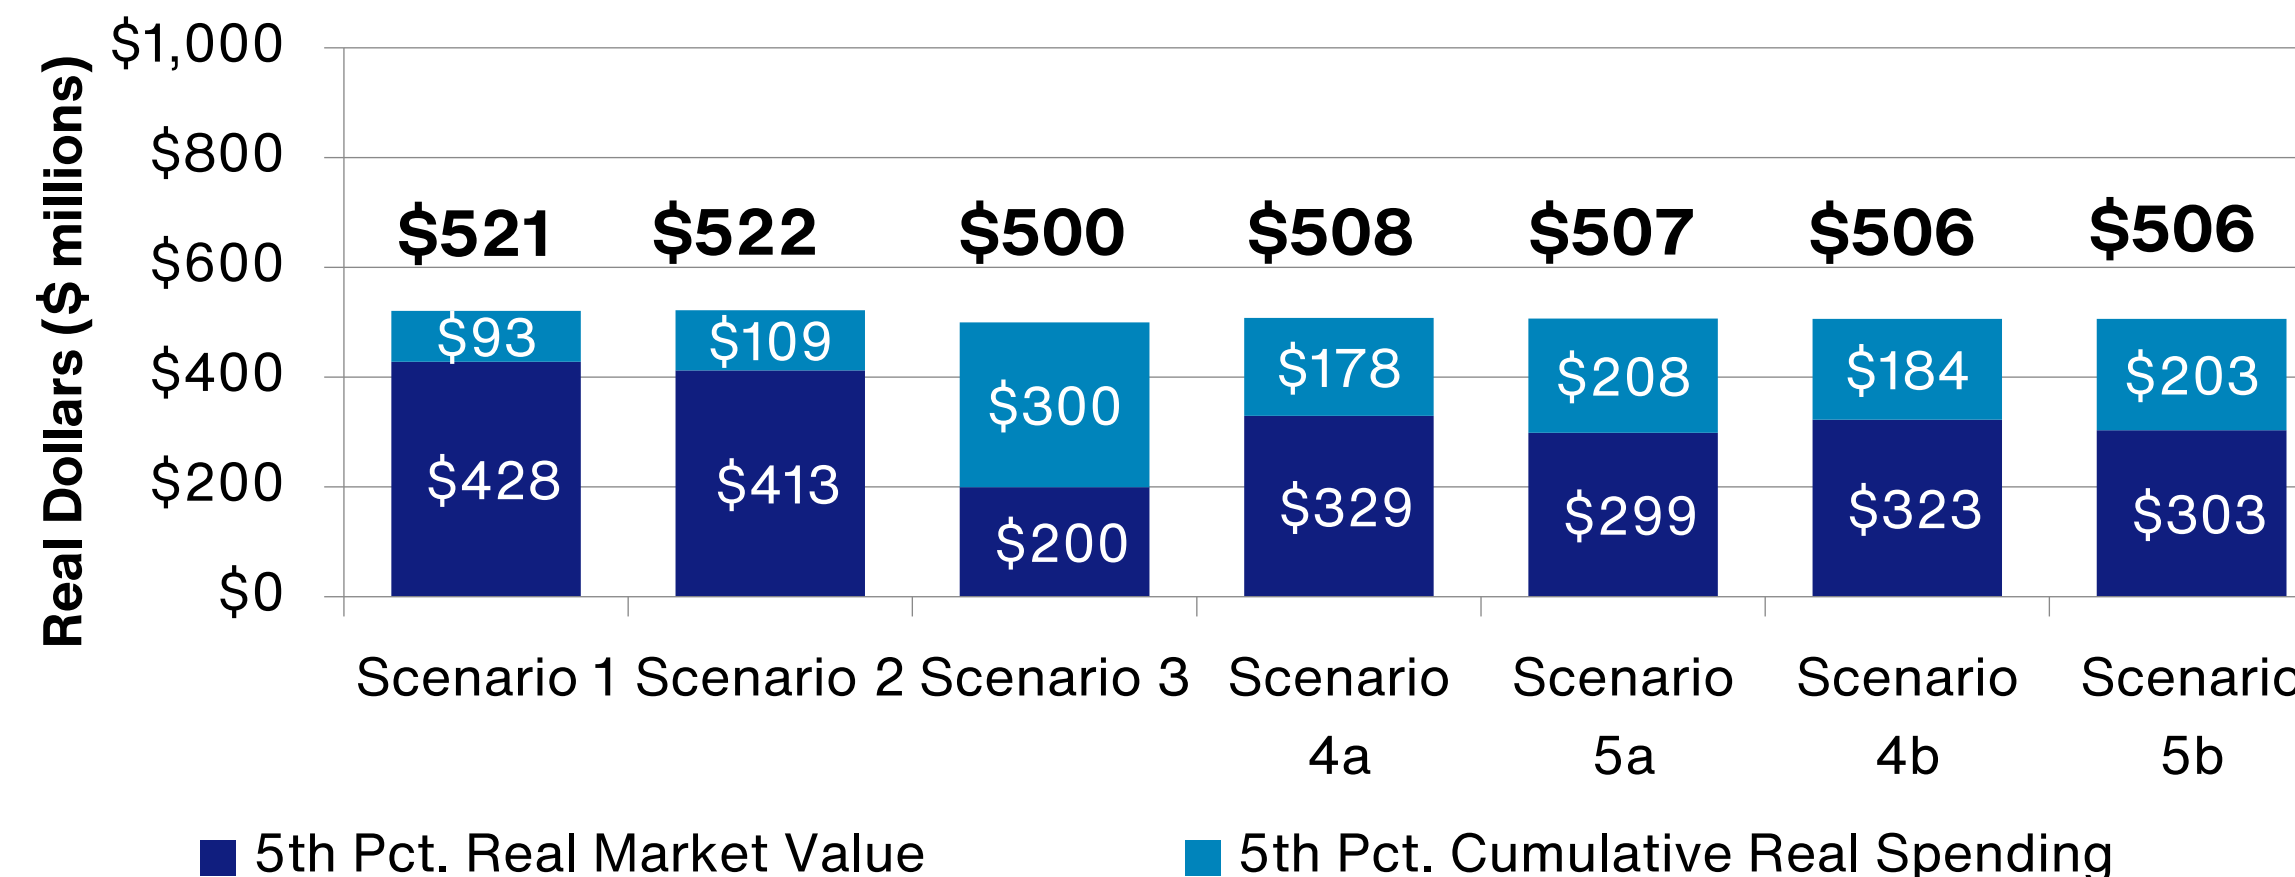 Real Dollars ($ millions)
$1,000
$800
$600
$400
$200
$0
$521 $522 $500 $508 $507 $506 $506
$93 $109 $300 $178 $208 $184 $203
$428 $413 $200 $329 $299 $323 $303
Scenario 1 Scenario 2 Scenario 3 Scenario Scenario Scenario Scenario
4a 5a 4b 5b
5th Pct. Real Market Value 5th Pct. Cumulative Real Spending